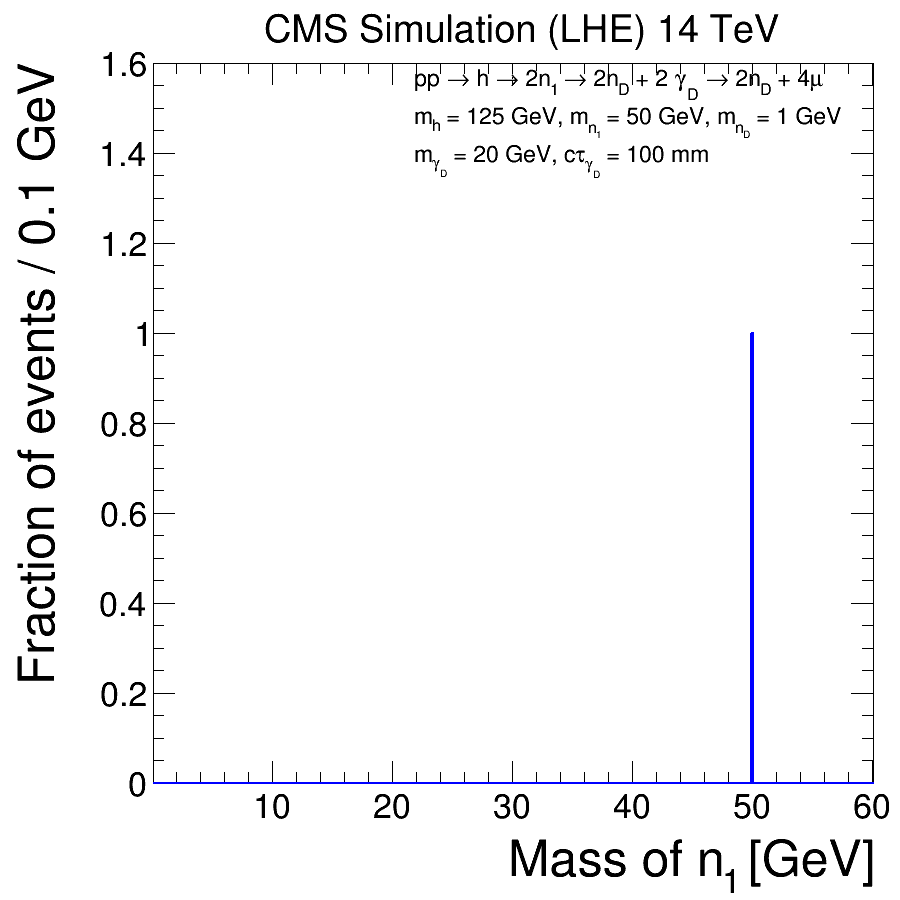 CMS Simulation (LHE) 14 TeV
pp → h → 2n₁ → 2n_D + 2 γ_D → 2n_D + 4μ
m_h = 125 GeV, m_n₁ = 50 GeV, m_n_D = 1 GeV
m_γ_D = 20 GeV, cτ_γ_D = 100 mm
Fraction of events / 0.1 GeV
1.6
1.4
1.2
1
0.8
0.6
0.4
0.2
0
10 20 30 40 50 60
Mass of n₁ [GeV]